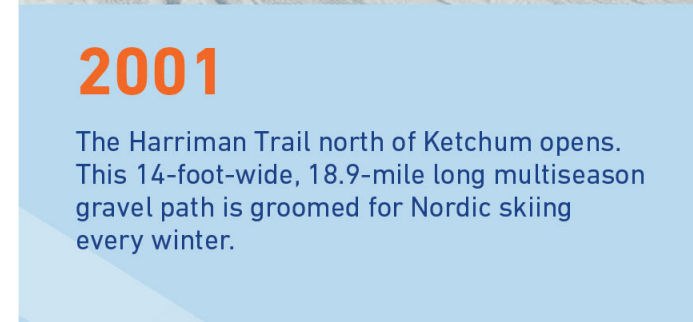 2001
The Harriman Trail north of Ketchum opens.
This 14-foot-wide, 18.9-mile long multiseason
gravel path is groomed for Nordic skiing
every winter.